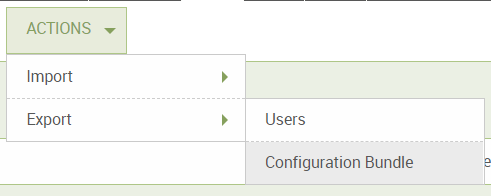 ACTIONS
Import
Export
Users
Configuration Bundle